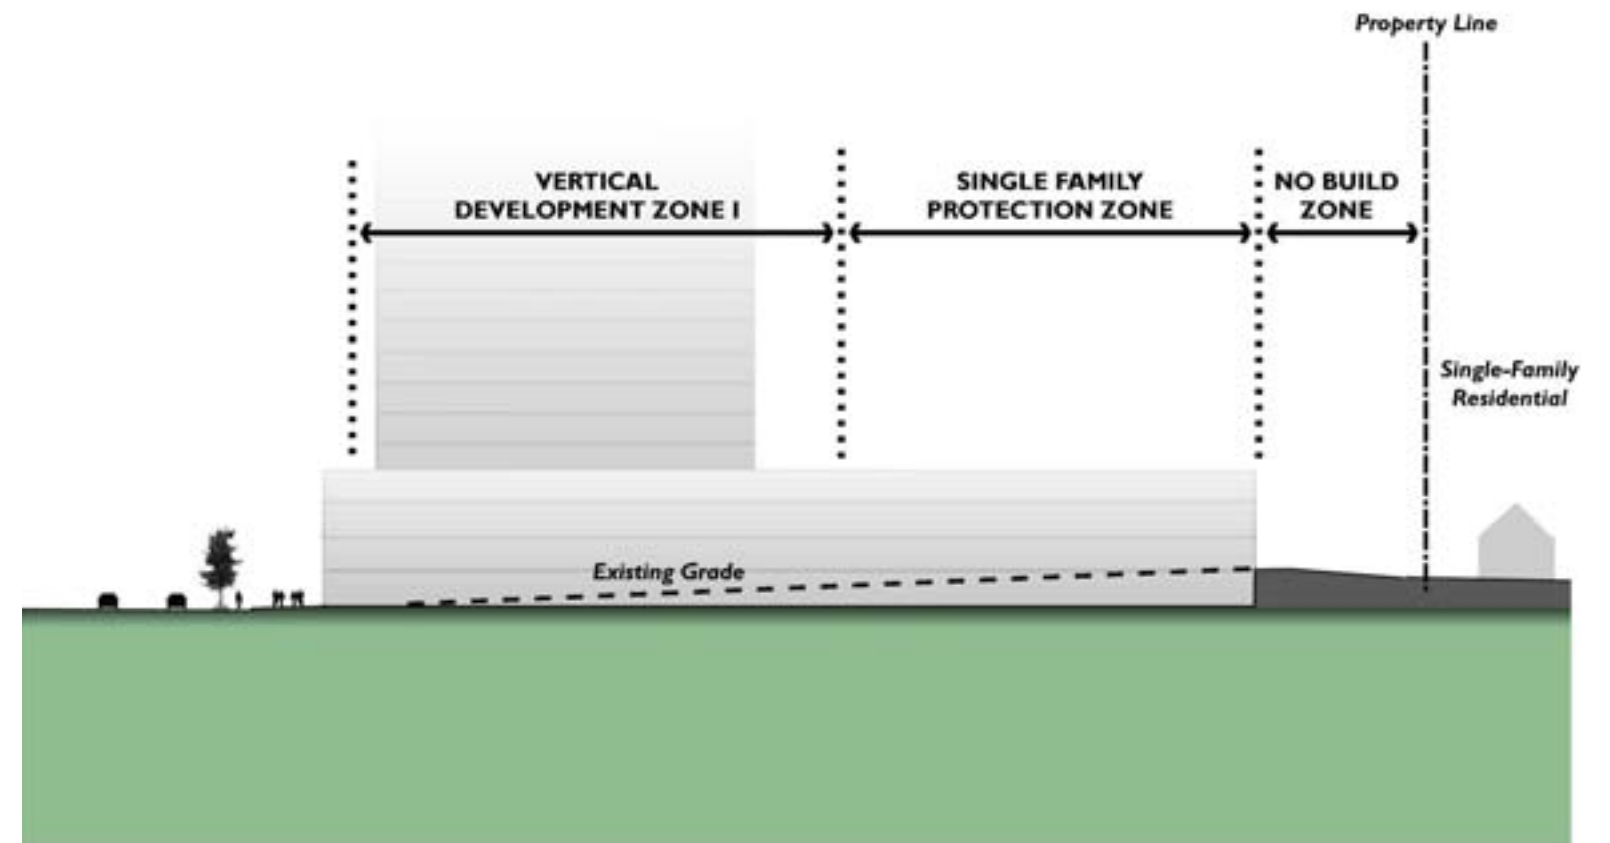 Property Line
VERTICAL
DEVELOPMENT ZONE I
SINGLE FAMILY
PROTECTION ZONE
NO BUILD
ZONE
Single-Family
Residential
Existing Grade